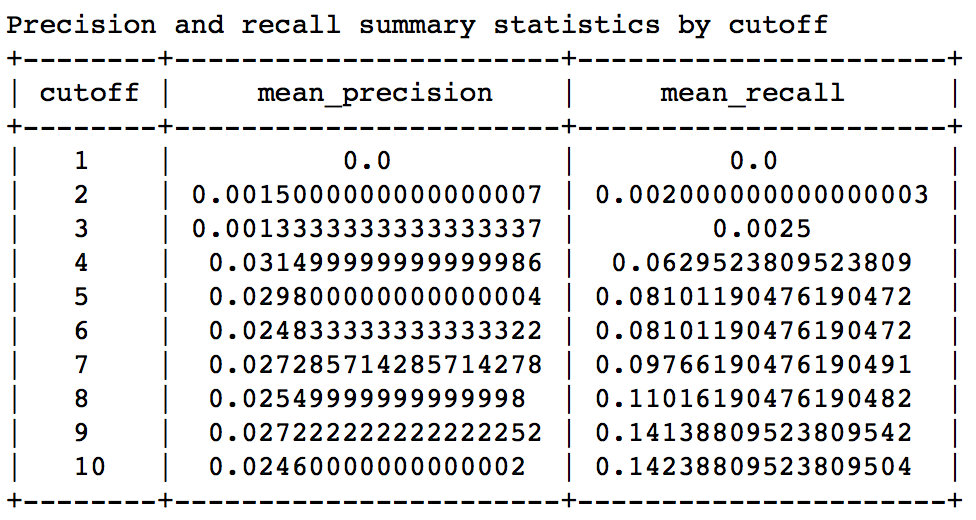 Precision and recall summary statistics by cutoff
+--------+-----------------------+----------------------+
| cutoff |     mean_precision    |     mean_recall      |
+--------+-----------------------+----------------------+
|   1    |          0.0          |         0.0          |
|   2    | 0.0015000000000000007 | 0.0020000000000000003 |
|   3    | 0.0013333333333333337 |        0.0025        |
|   4    |  0.031499999999999986 |  0.0629523809523809  |
|   5    |  0.029800000000000004 | 0.08101190476190472  |
|   6    |  0.024833333333333322 | 0.08101190476190472  |
|   7    |  0.027285714285714278 | 0.09766190476190491  |
|   8    |  0.02549999999999998  | 0.11016190476190482  |
|   9    |  0.027222222222222252 | 0.14138809523809542  |
|   10   |  0.02460000000000002  | 0.14238809523809504  |
+--------+-----------------------+----------------------+